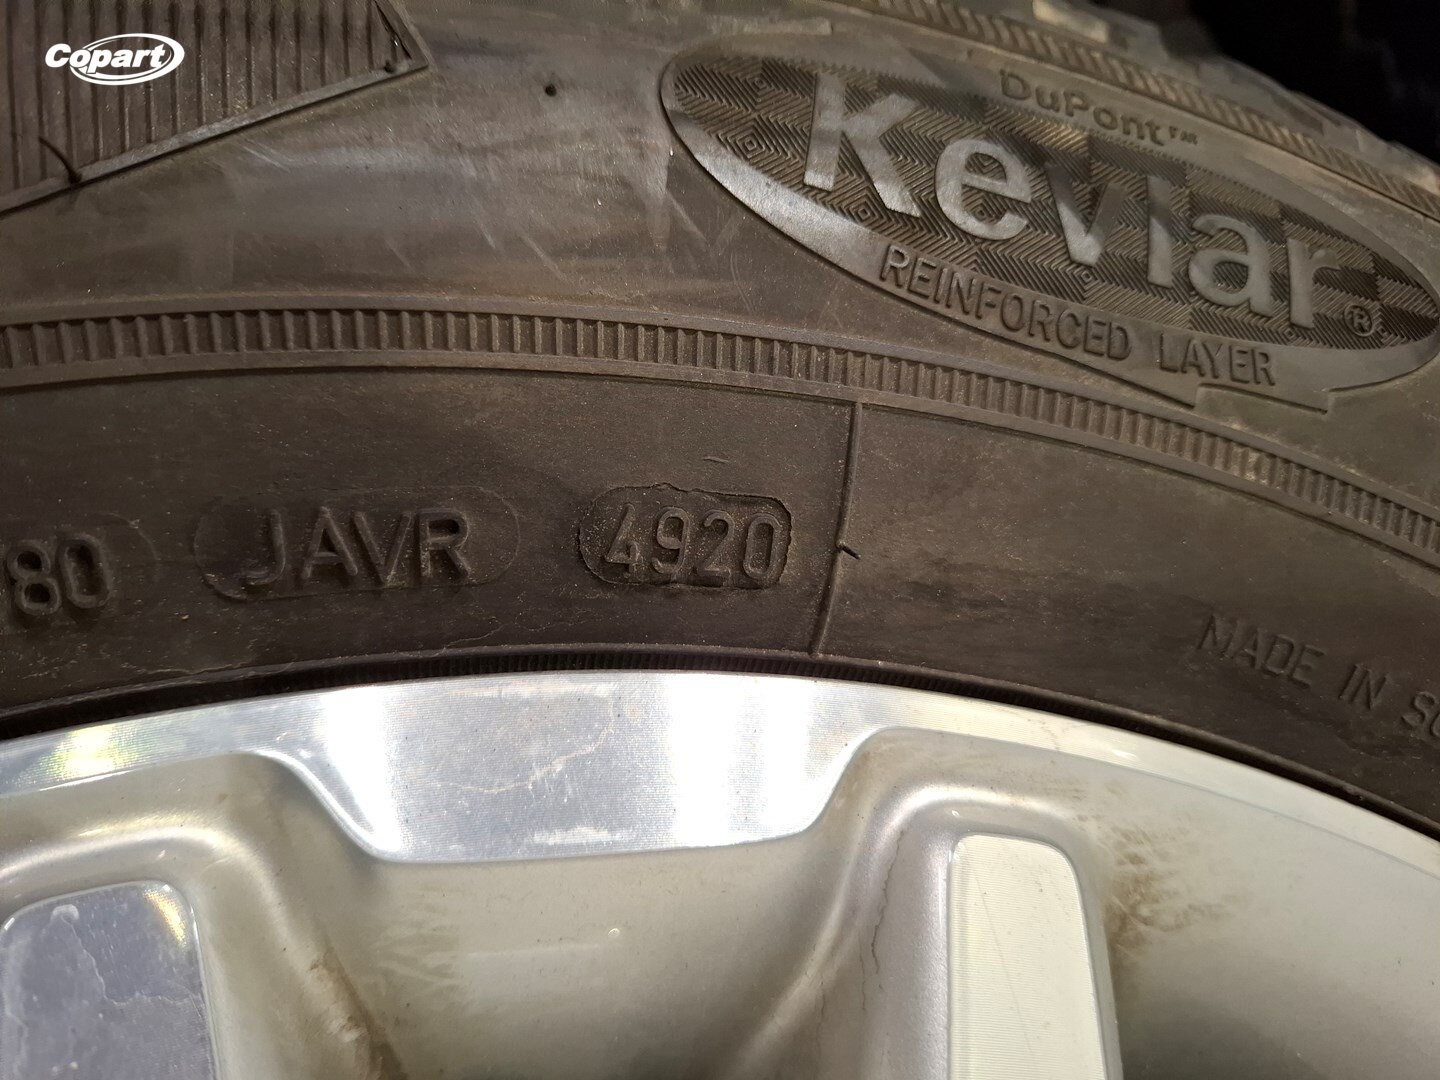 Copart
DuPont™
Kevlar®
REINFORCED LAYER
80 JAVR 4920
MADE IN